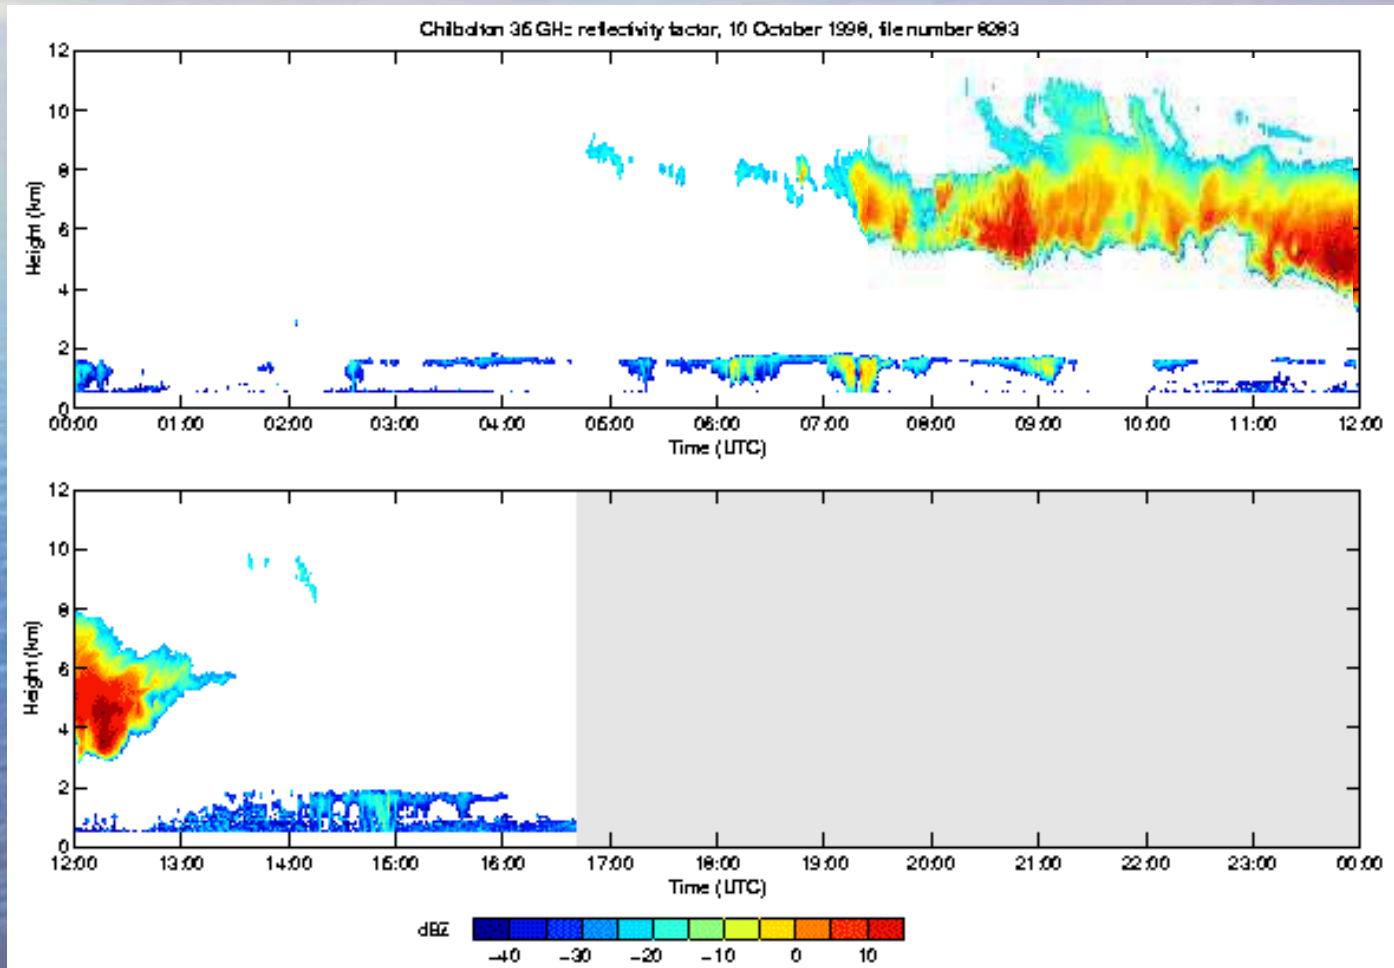 Chilbolton 35 GHz reflectivity factor, 10 October 1998, file number 8283
12
10
8
6
4
2
0
Height (km)
00:00 01:00 02:00 03:00 04:00 05:00 06:00 07:00 08:00 09:00 10:00 11:00 12:00
Time (UTC)
12
10
8
6
4
2
0
Height (km)
12:00 13:00 14:00 15:00 16:00 17:00 18:00 19:00 20:00 21:00 22:00 23:00 00:00
Time (UTC)
dBZ
-40 -30 -20 -10 0 10